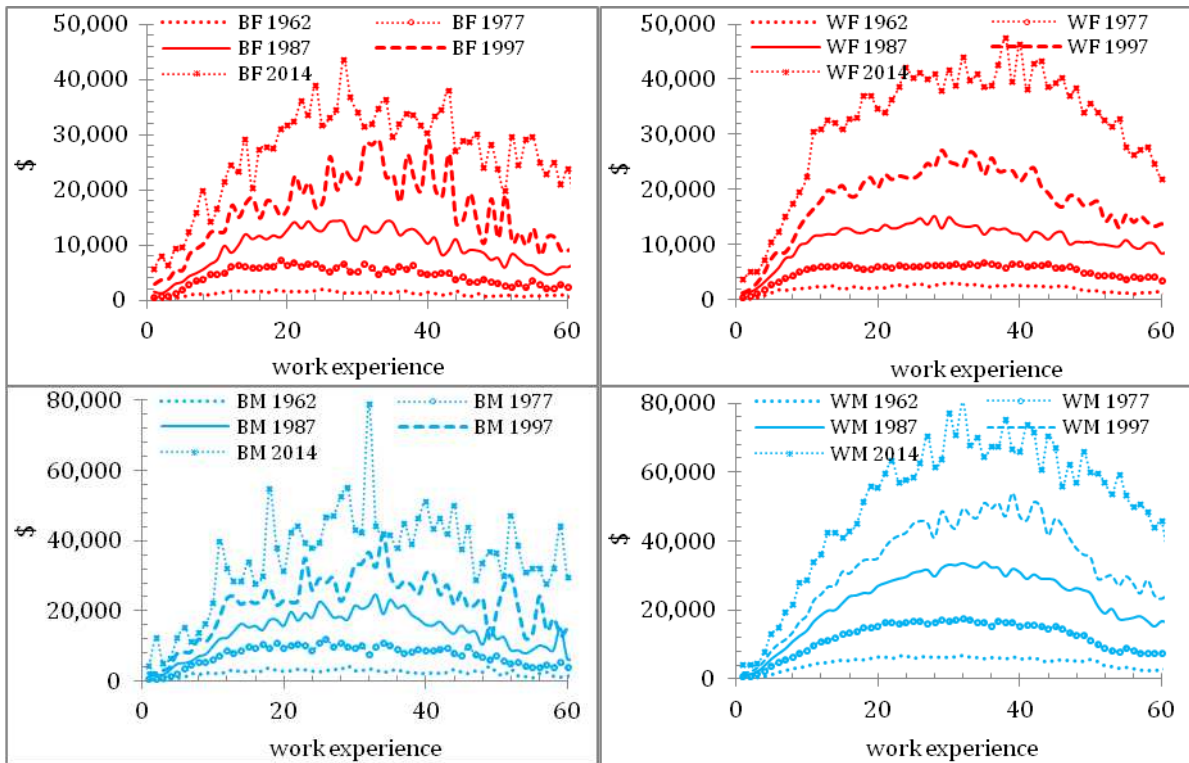 50,000
BF 1962
BF 1977
BF 1987
BF 1997
40,000
BF 2014
30,000
$
20,000
10,000
0
0
20
40
60
work experience
50,000
WF 1962
WF 1977
WF 1987
WF 1997
40,000
WF 2014
30,000
$
20,000
10,000
0
0
20
40
60
work experience
80,000
BM 1962
BM 1977
BM 1987
BM 1997
BM 2014
60,000
$
40,000
20,000
0
0
20
40
60
work experience
80,000
WM 1962
WM 1977
WM 1987
WM 1997
WM 2014
60,000
$
40,000
20,000
0
0
20
40
60
work experience